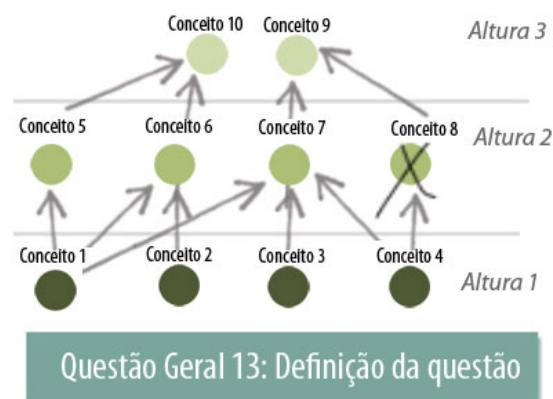 Conceito 10
Conceito 9
Altura 3
Conceito 5
Conceito 6
Conceito 7
Conceito 8
Altura 2
Conceito 1
Conceito 2
Conceito 3
Conceito 4
Altura 1
Questão Geral 13: Definição da questão